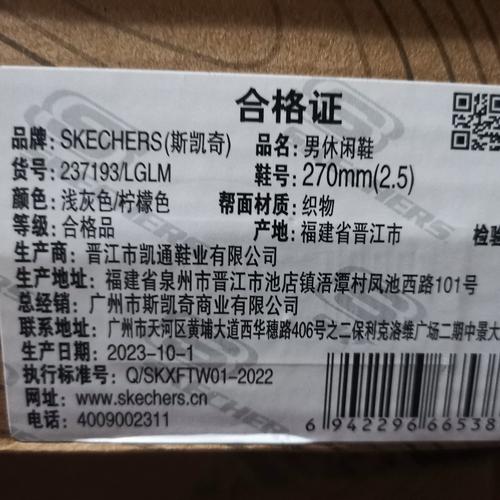 合格证
品牌: SKECHERS(斯凯奇) 品名: 男休闲鞋
货号: 237193/LGLM 鞋号: 270mm(2.5)
颜色: 浅灰色/柠檬色 帮面材质: 织物
等级: 合格品 产地: 福建省晋江市 检验
生产商: 晋江市凯通鞋业有限公司
生产地址: 福建省泉州市晋江市池店镇浯潭村凤池西路101号
总经销: 广州市斯凯奇商业有限公司
联系地址: 广州市天河区黄埔大道西华穗路406号之二保利克洛维广场二期中景大
生产日期: 2023-10-1
执行标准号: Q/SKXFTW01-2022
网址: www.skechers.cn
电话: 4009002311
6 942296 66538